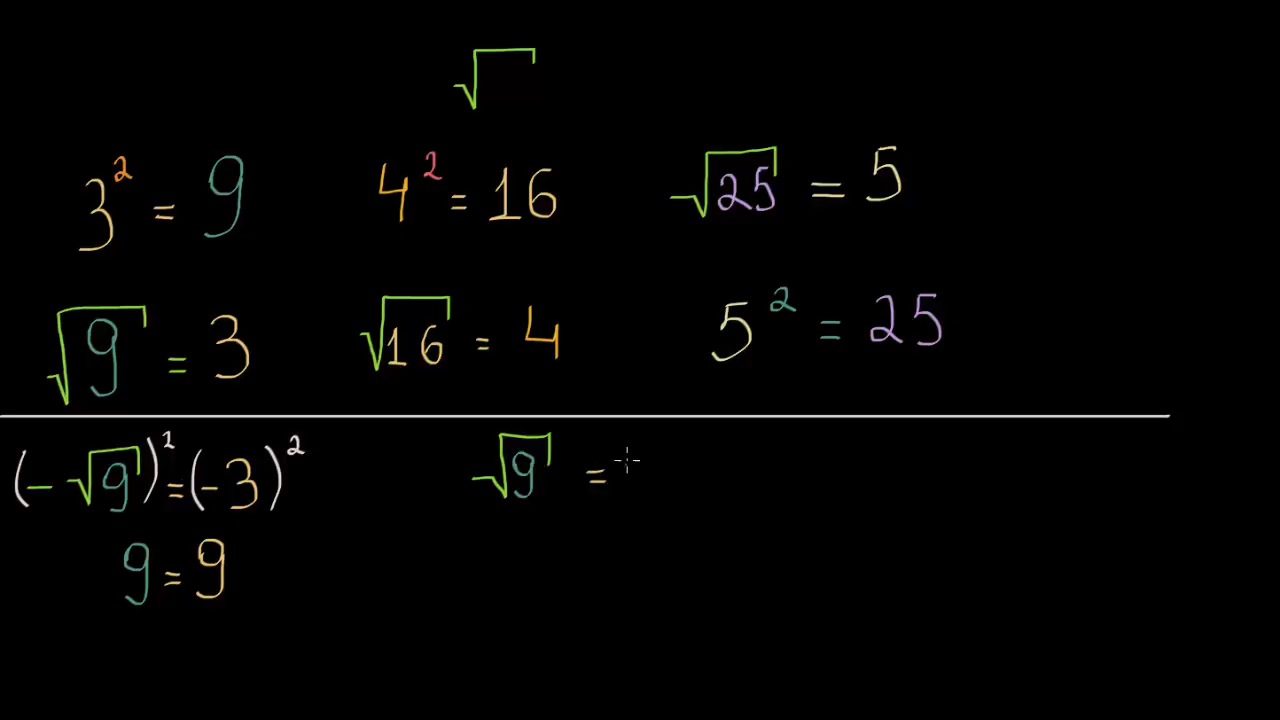 √
3² = 9 4² = 16 √25 = 5
√9 = 3 √16 = 4 5² = 25
(-√9)² = (-3)² √9 =
9 = 9